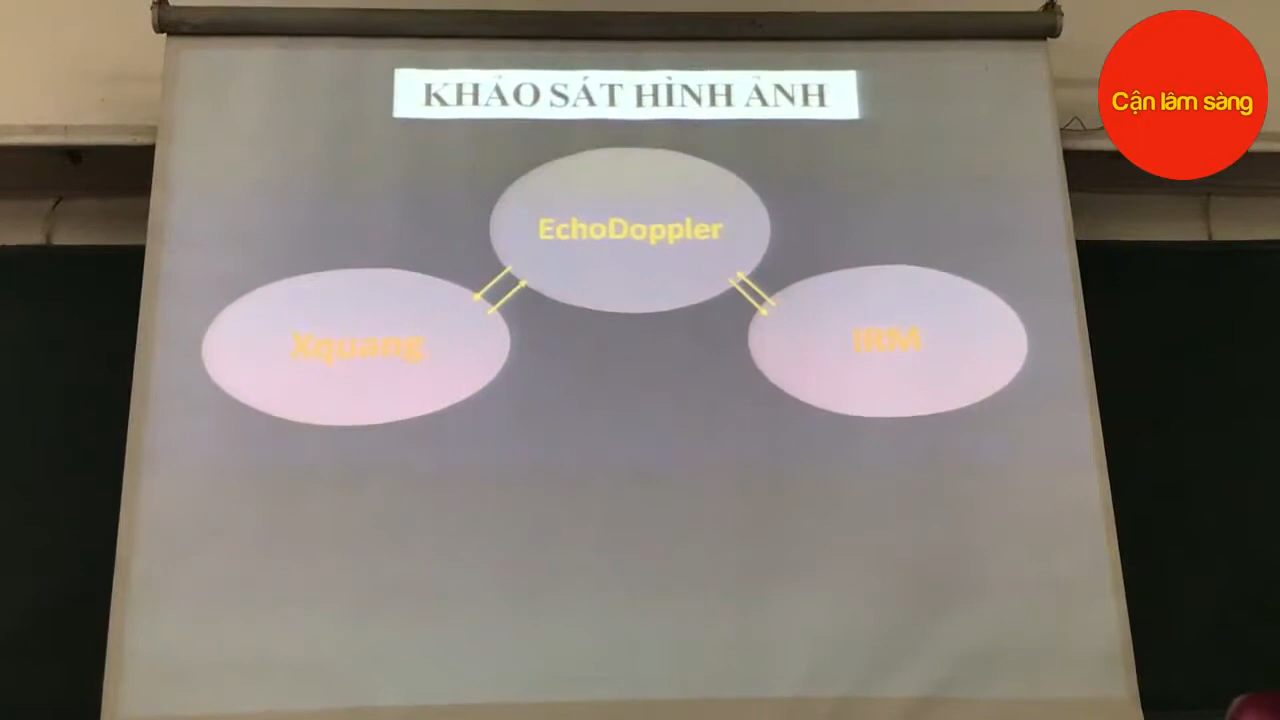 KHẢO SÁT HÌNH ẢNH
Cận lâm sàng
EchoDoppler
Xquang
IRM